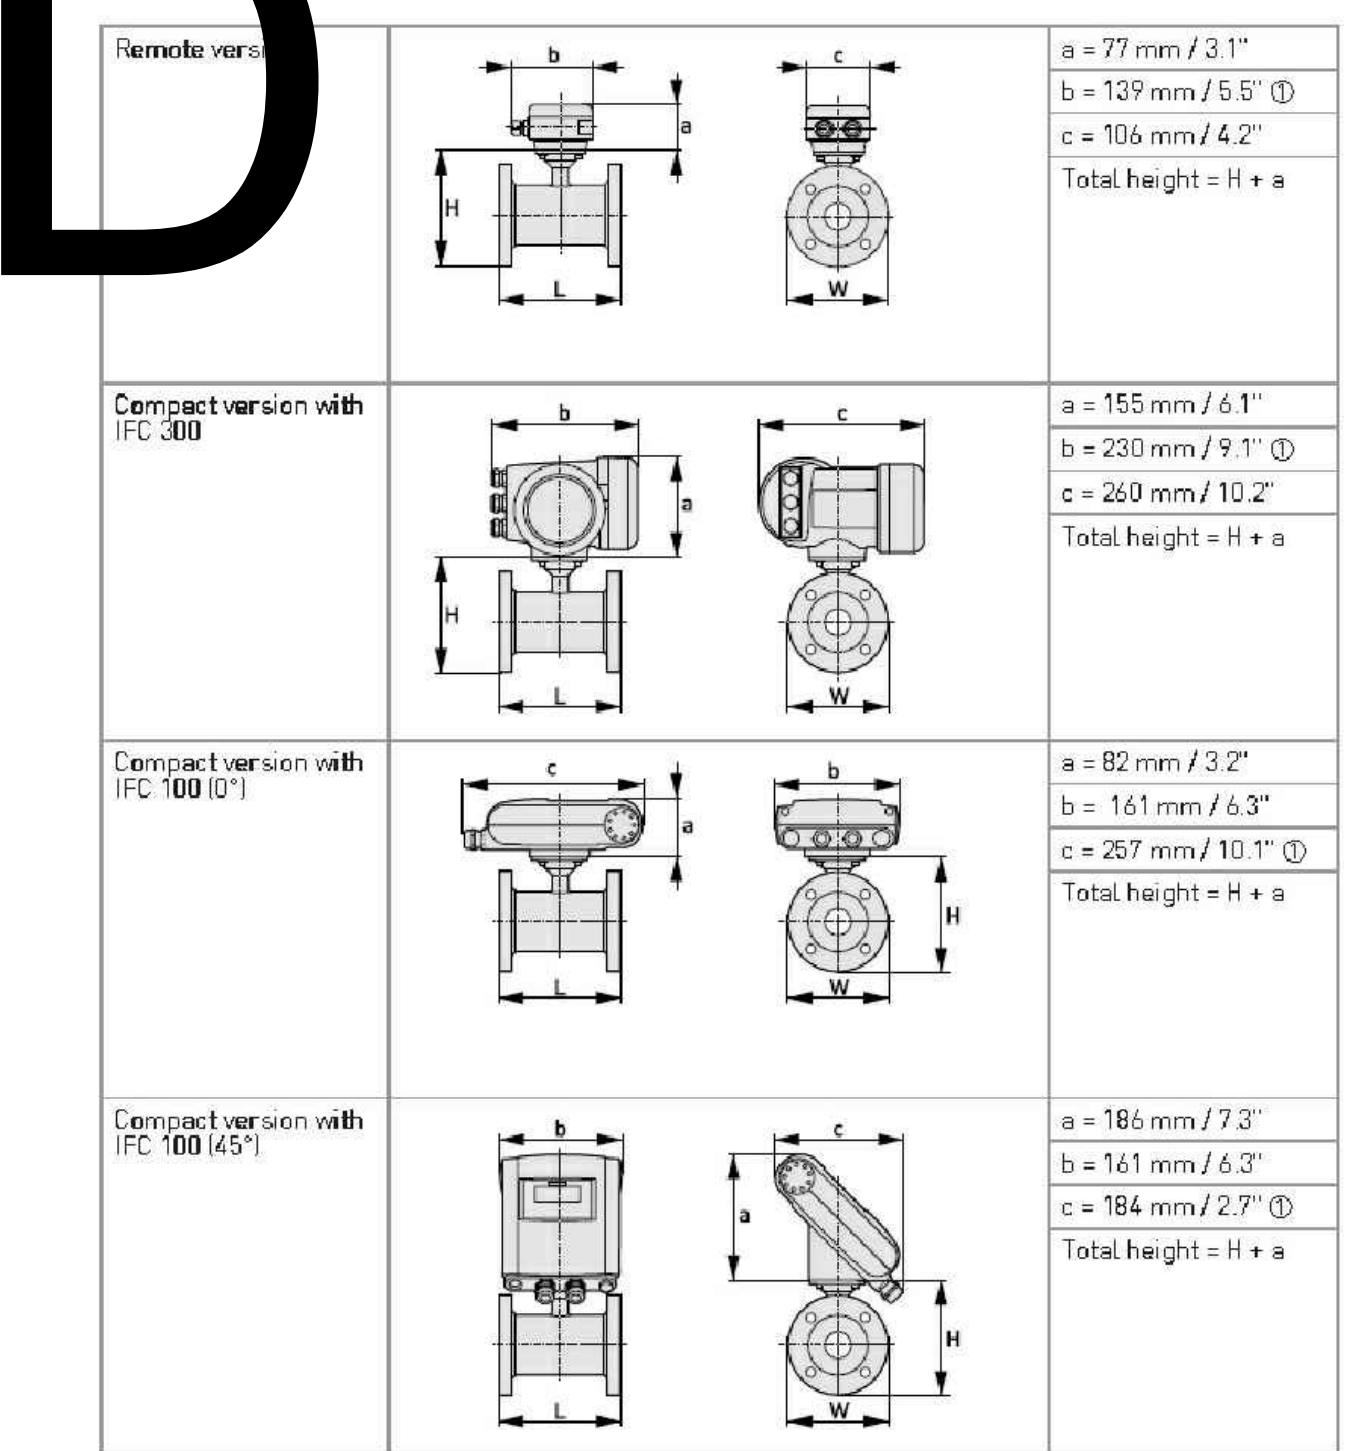 D
Remote versi
b
c
a
H
L
W
a = 77 mm / 3.1"
b = 139 mm / 5.5" ①
c = 106 mm / 4.2"
Total height = H + a
Compact version with
IFC 300
b
c
a
H
L
W
a = 155 mm / 6.1"
b = 230 mm / 9.1" ①
c = 260 mm / 10.2"
Total height = H + a
Compact version with
IFC 100 (0°)
c
b
a
H
L
W
a = 82 mm / 3.2"
b = 161 mm / 6.3"
c = 257 mm / 10.1" ①
Total height = H + a
Compact version with
IFC 100 (45°)
b
c
a
H
L
W
a = 186 mm / 7.3"
b = 161 mm / 6.3"
c = 184 mm / 2.7" ①
Total height = H + a